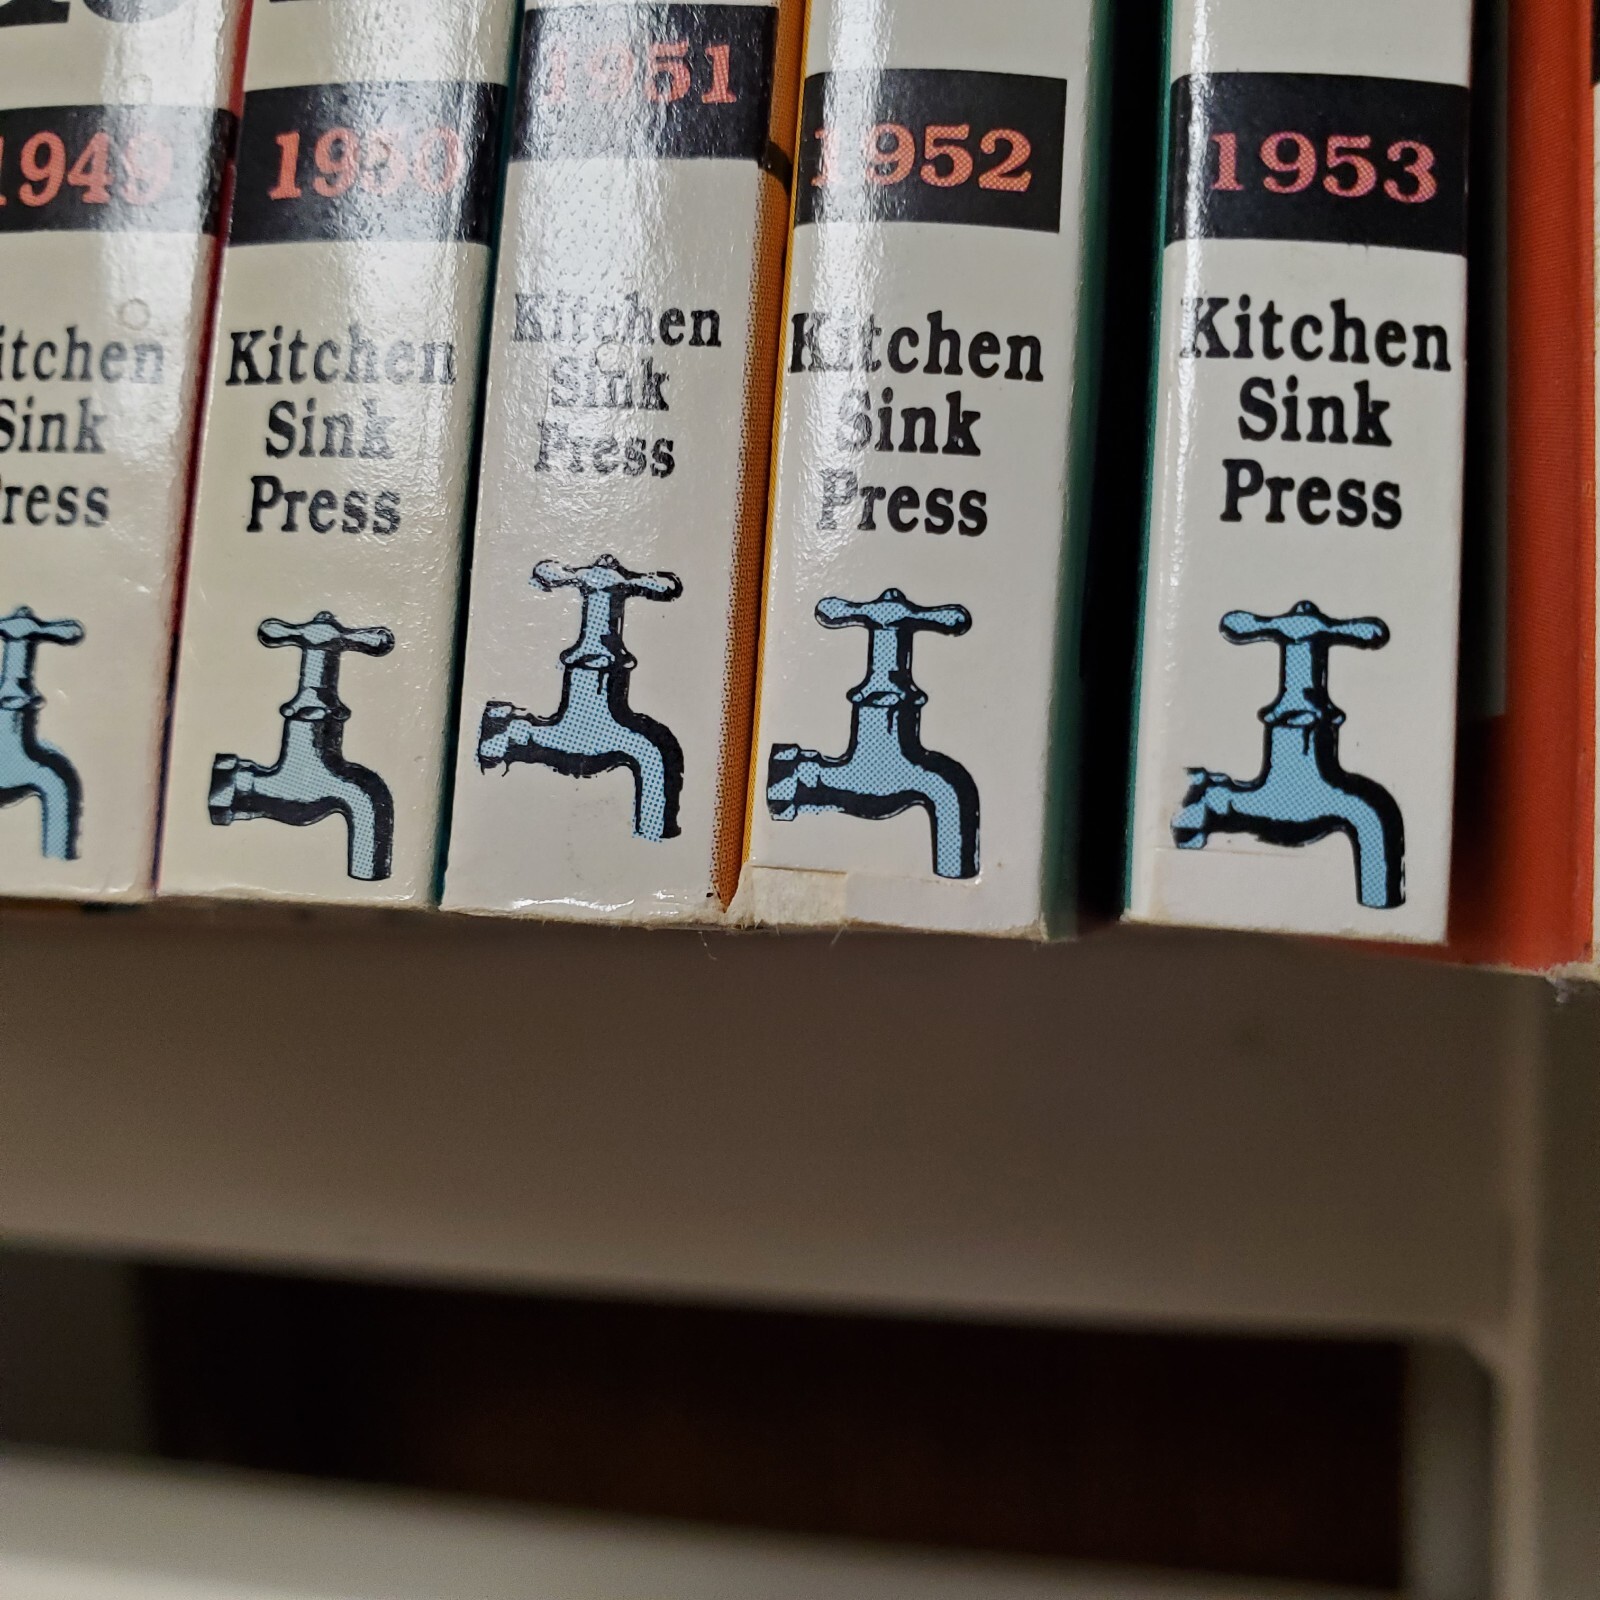 1949
itchen
Sink
ress
1950
Kitchen
Sink
Press
1951
Kitchen
Sink
Press
1952
Kitchen
Sink
Press
1953
Kitchen
Sink
Press